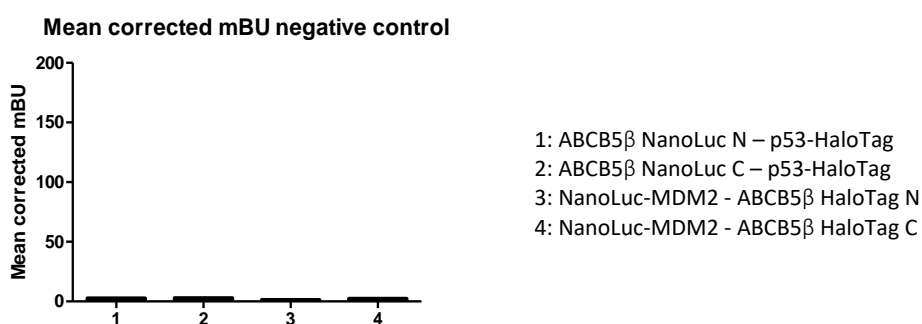 Mean corrected mBU negative control
Mean corrected mBU
200
150
100
50
0
1 2 3 4
1: ABCB5β NanoLuc N – p53-HaloTag
2: ABCB5β NanoLuc C – p53-HaloTag
3: NanoLuc-MDM2 - ABCB5β HaloTag N
4: NanoLuc-MDM2 - ABCB5β HaloTag C